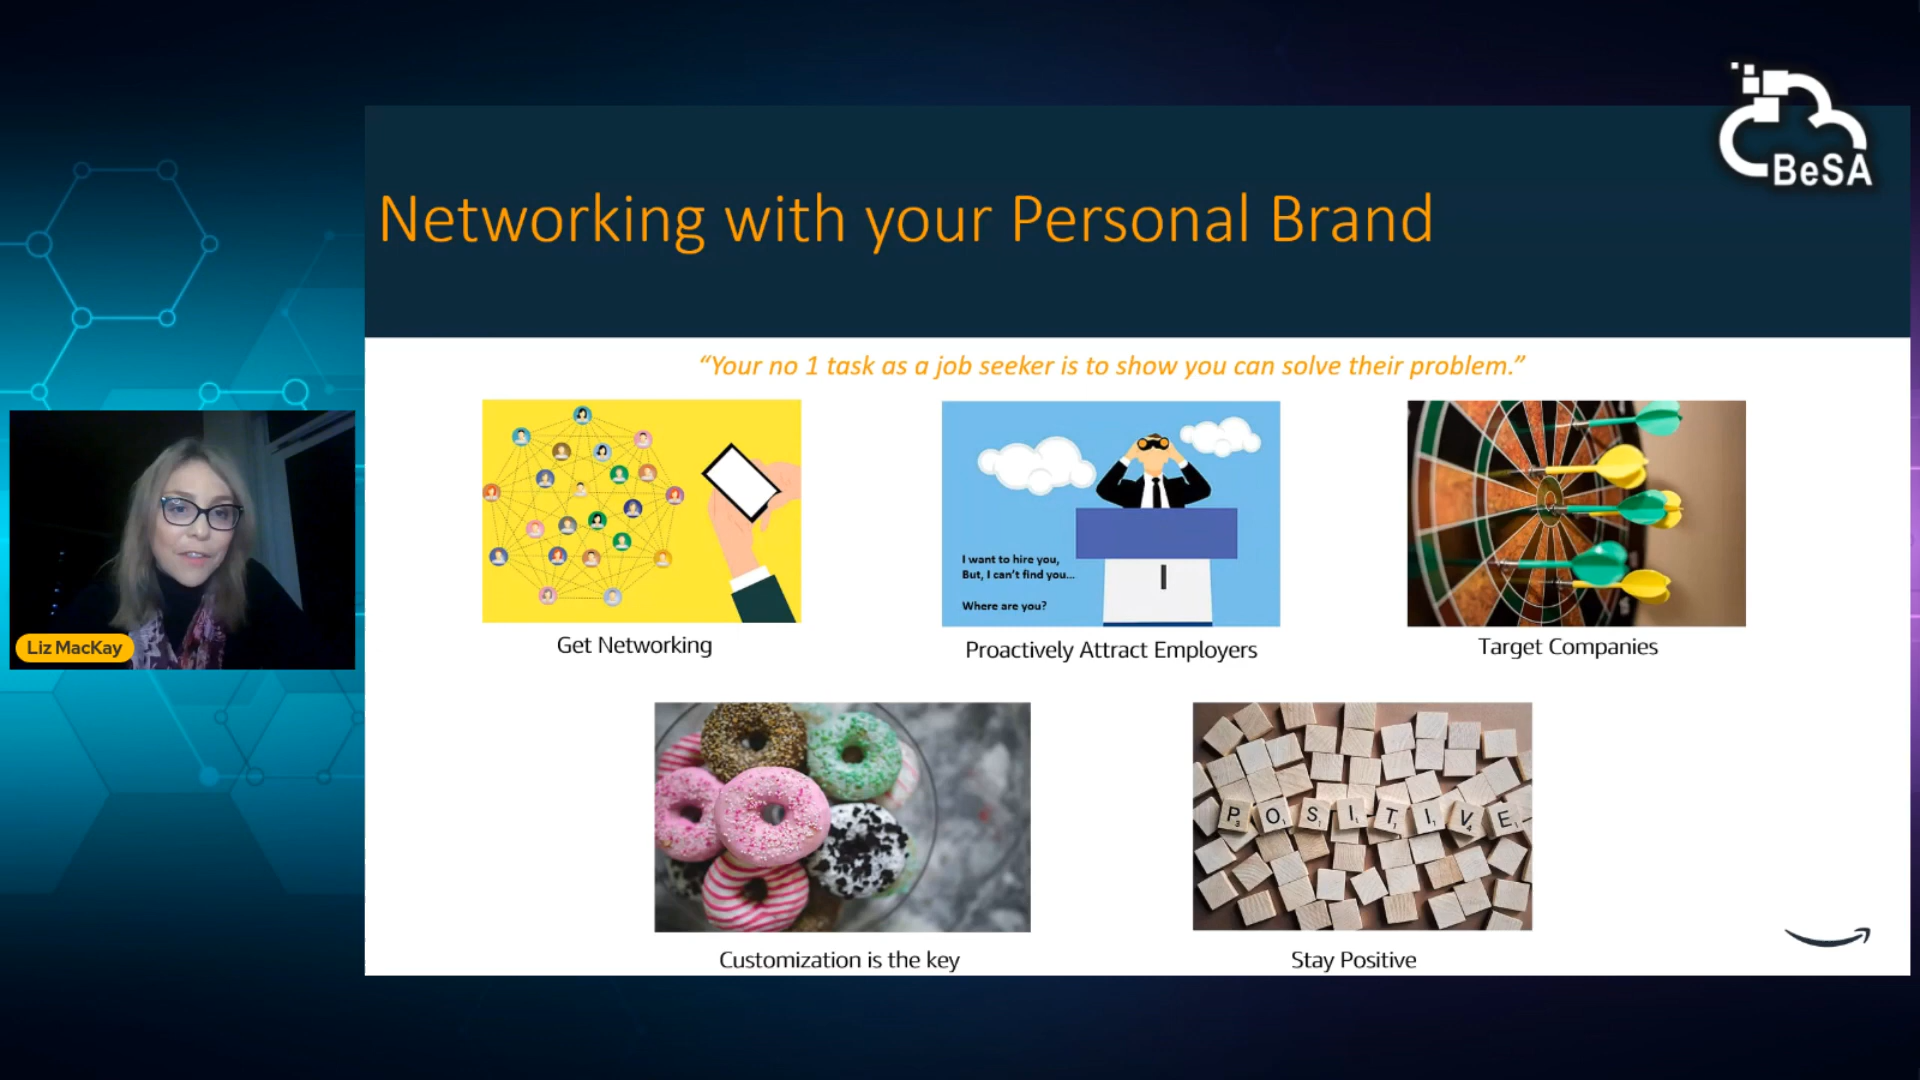 BeSA
Networking with your Personal Brand
“Your no 1 task as a job seeker is to show you can solve their problem.”
I want to hire you,
But, I can't find you...
Where are you?
Liz MacKay
Get Networking
Proactively Attract Employers
Target Companies
P O S I T I V E
Customization is the key
Stay Positive